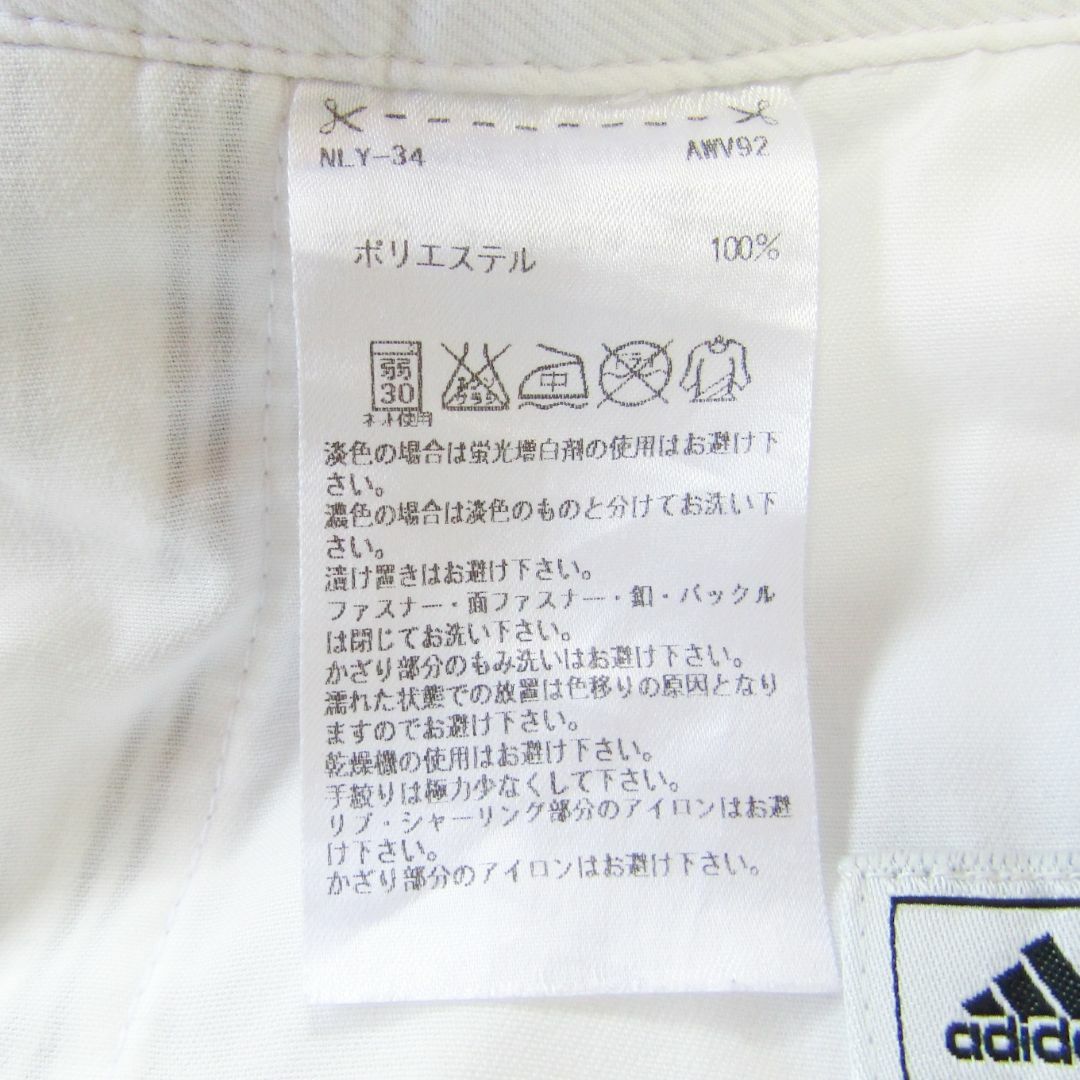 NLY-34 AWV92
ポリエステル 100%
弱
30
ネット使用
エンソ
サラシ
中
ドライ
淡色の場合は蛍光増白剤の使用はお避け下
さい。
濃色の場合は淡色のものと分けてお洗い下
さい。
漬け置きはお避け下さい。
ファスナー・面ファスナー・釦・バックル
は閉じてお洗い下さい。
かざり部分のもみ洗いはお避け下さい。
濡れた状態での放置は色移りの原因となり
ますのでお避け下さい。
乾燥機の使用はお避け下さい。
手絞りは極力少なくして下さい。
リブ・シャーリング部分のアイロンはお避
け下さい。
かざり部分のアイロンはお避け下さい。
adida